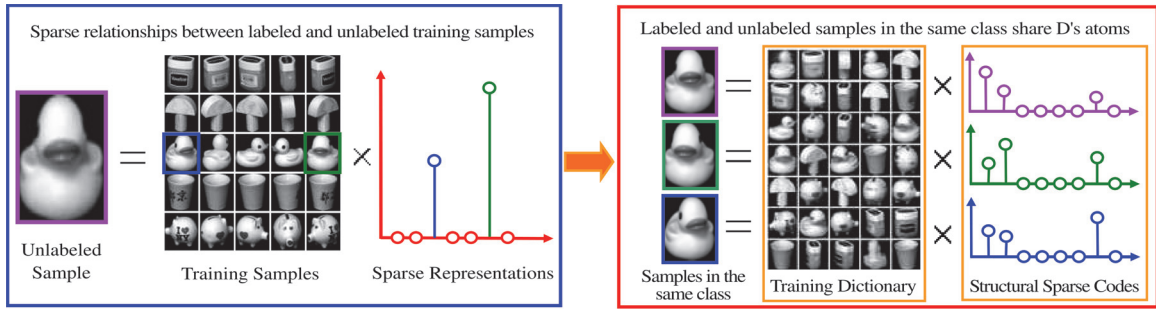 Sparse relationships between labeled and unlabeled training samples
Unlabeled
Sample
Training Samples
Sparse Representations
Labeled and unlabeled samples in the same class share D's atoms
Samples in the
same class
Training Dictionary
Structural Sparse Codes